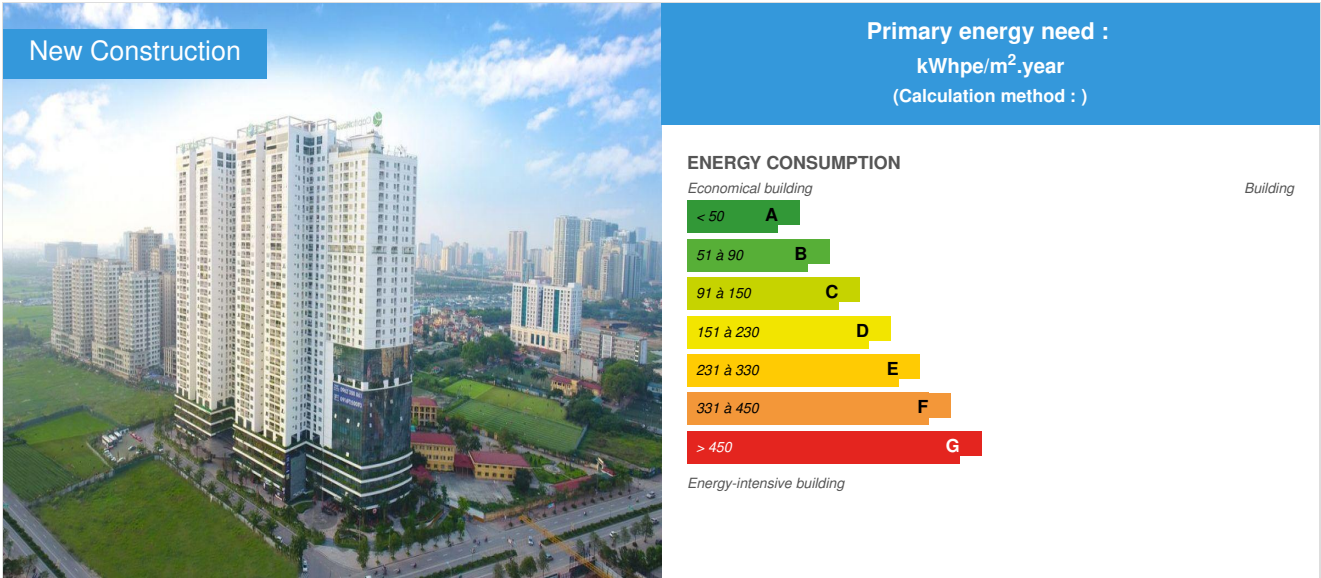 New Construction
Primary energy need :
kWhpe/m².year
(Calculation method : )
ENERGY CONSUMPTION
Economical building
Building
< 50 A
51 à 90 B
91 à 150 C
151 à 230 D
231 à 330 E
331 à 450 F
> 450 G
Energy-intensive building